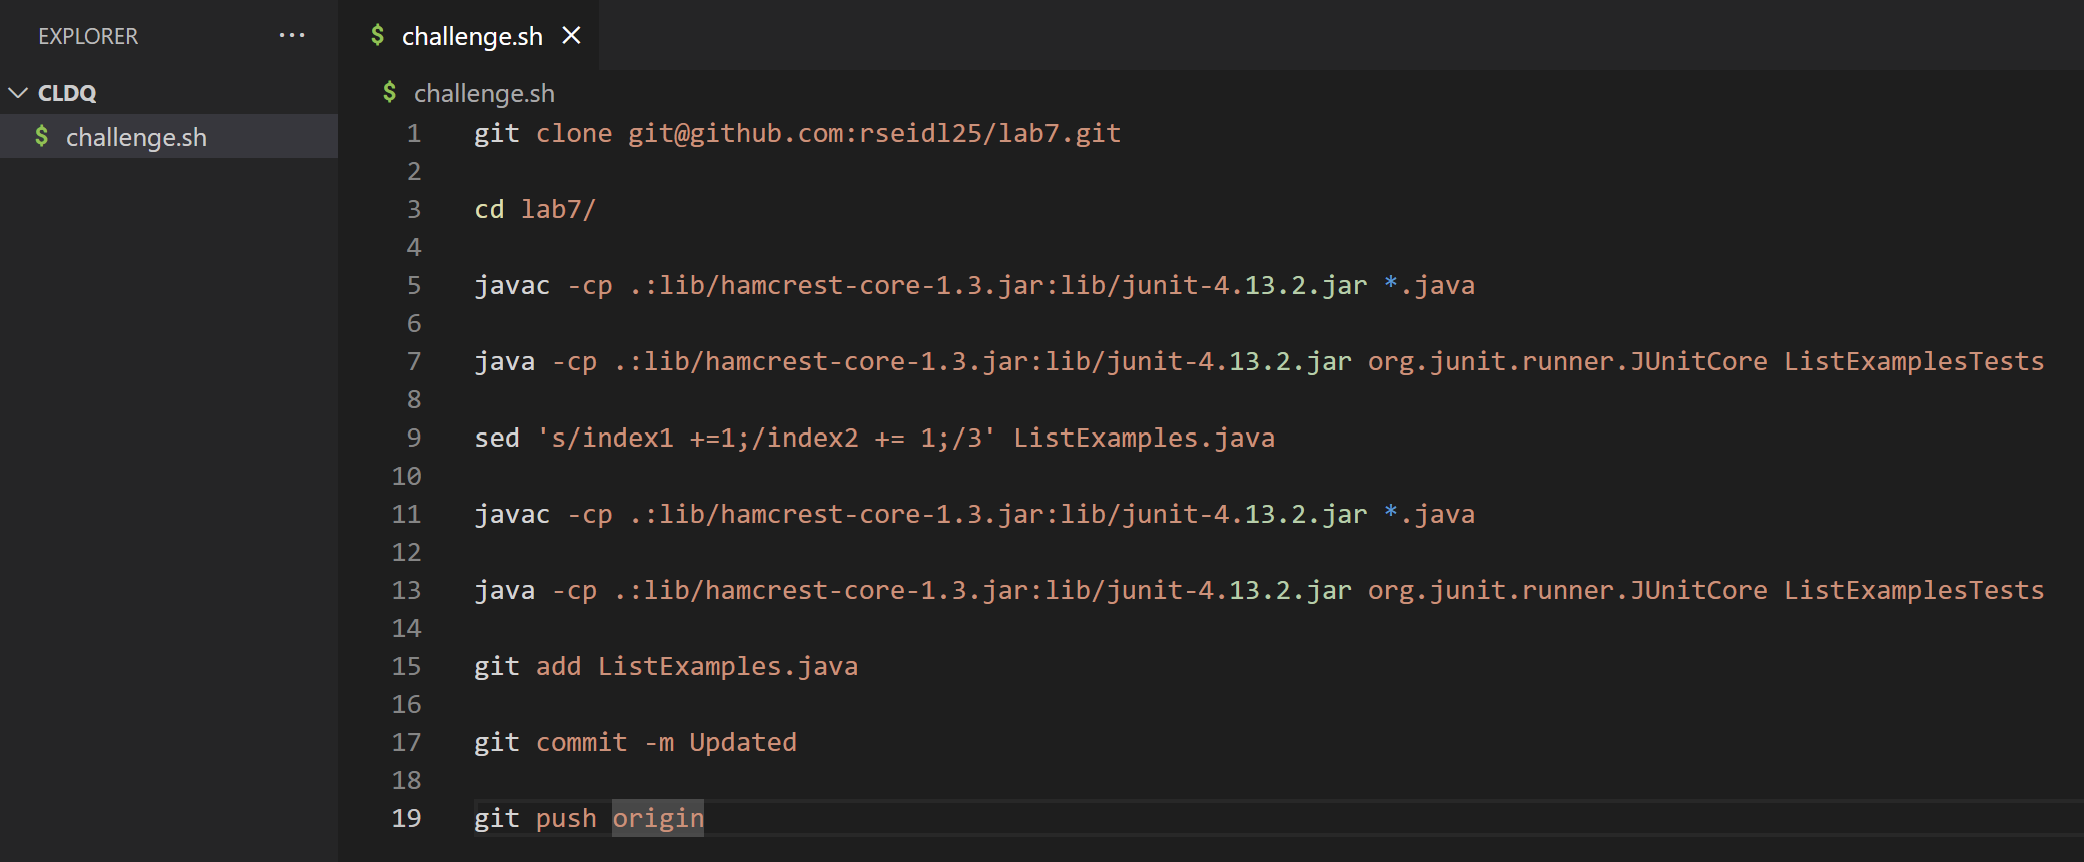 EXPLORER ···
CLDQ
$ challenge.sh
$ challenge.sh ×
$ challenge.sh
1 git clone git@github.com:rseidl25/lab7.git
2
3 cd lab7/
4
5 javac -cp .:lib/hamcrest-core-1.3.jar:lib/junit-4.13.2.jar *.java
6
7 java -cp .:lib/hamcrest-core-1.3.jar:lib/junit-4.13.2.jar org.junit.runner.JUnitCore ListExamplesTests
8
9 sed 's/index1 +=1;/index2 += 1;/3' ListExamples.java
10
11 javac -cp .:lib/hamcrest-core-1.3.jar:lib/junit-4.13.2.jar *.java
12
13 java -cp .:lib/hamcrest-core-1.3.jar:lib/junit-4.13.2.jar org.junit.runner.JUnitCore ListExamplesTests
14
15 git add ListExamples.java
16
17 git commit -m Updated
18
19 git push origin